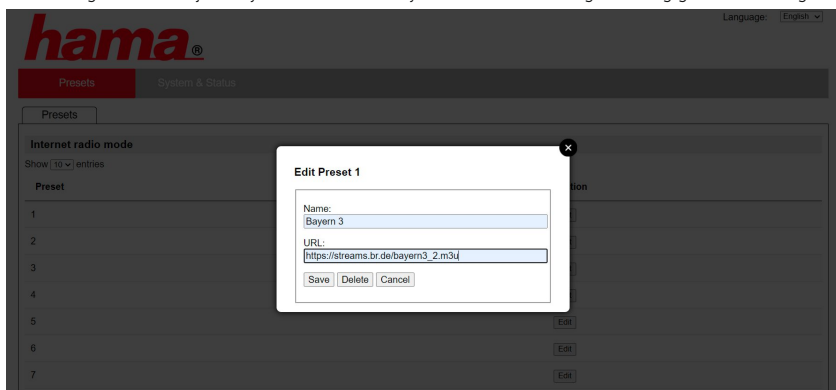 Language: English
hama®
Presets System & Status
Presets
Internet radio mode
Show 10 entries
Preset
1
2
3
4
5 Edit
6 Edit
7 Edit
Edit Preset 1
Name:
Bayern 3
URL:
https://streams.br.de/bayern3_2.m3u
Save Delete Cancel